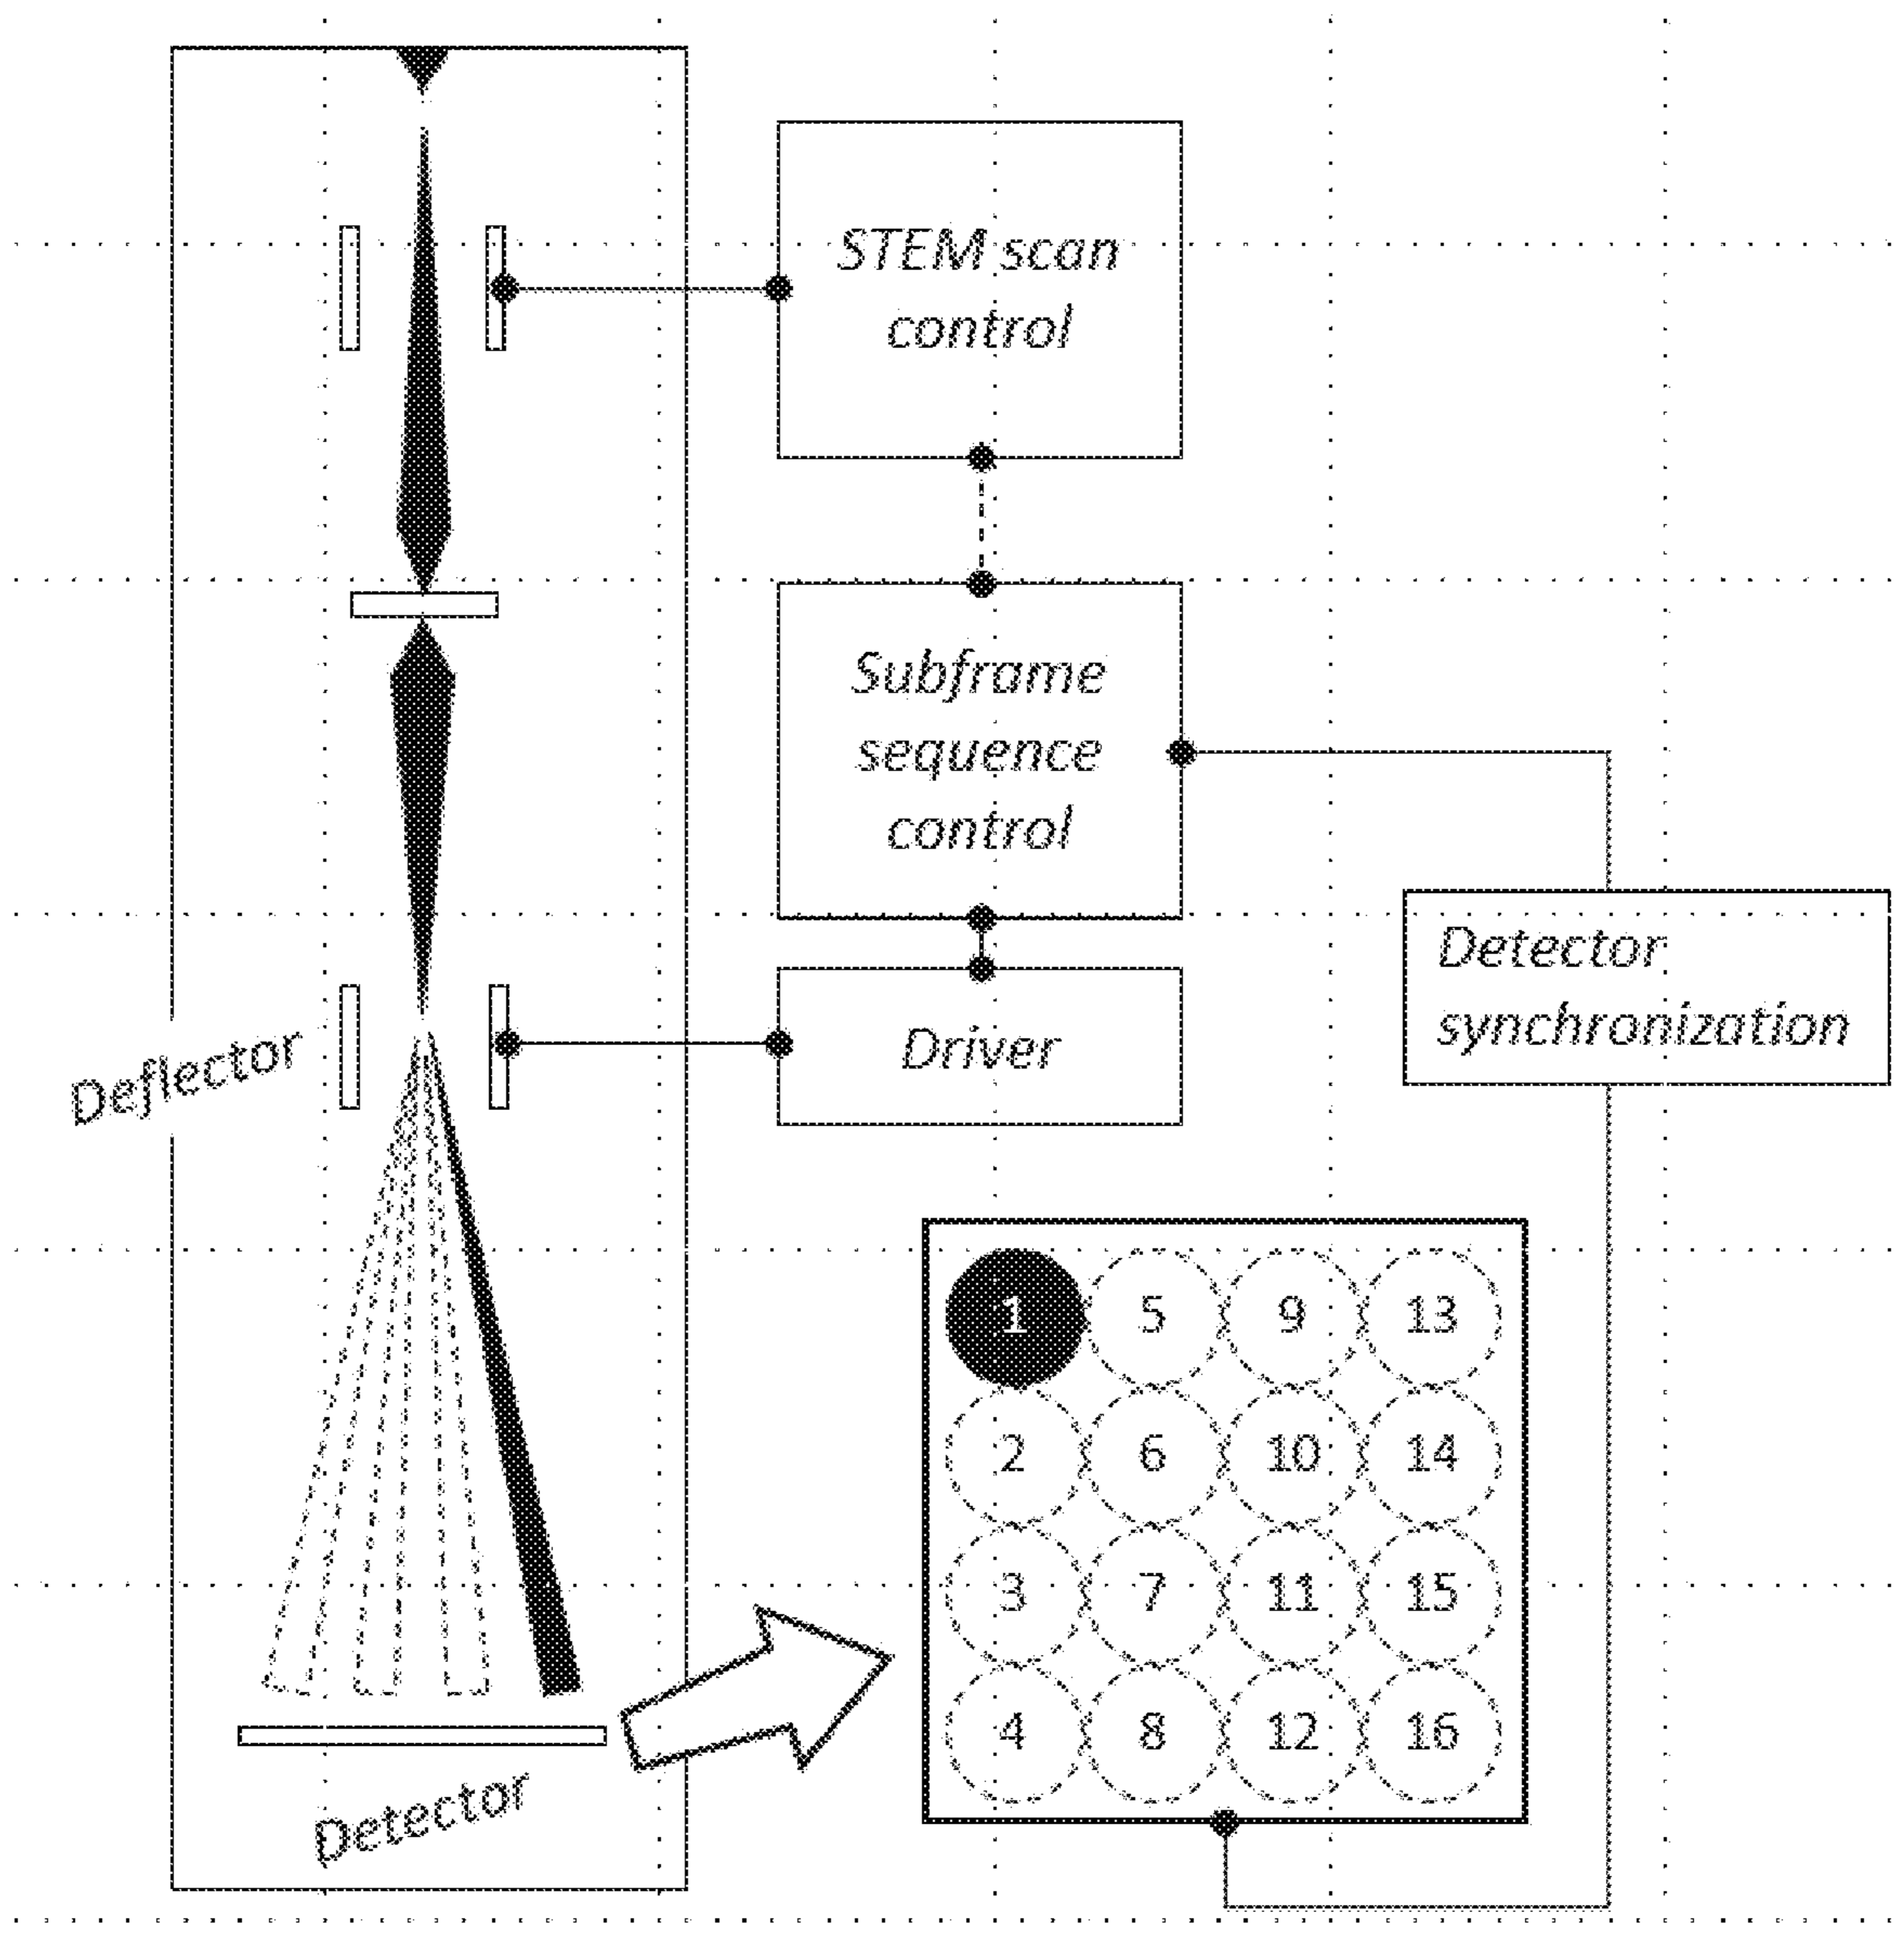 STEM scan
control
Subframe
sequence
control
Detector
synchronization
Deflector
Driver
1 5 9 13
2 6 10 14
3 7 11 15
4 8 12 16
Detector